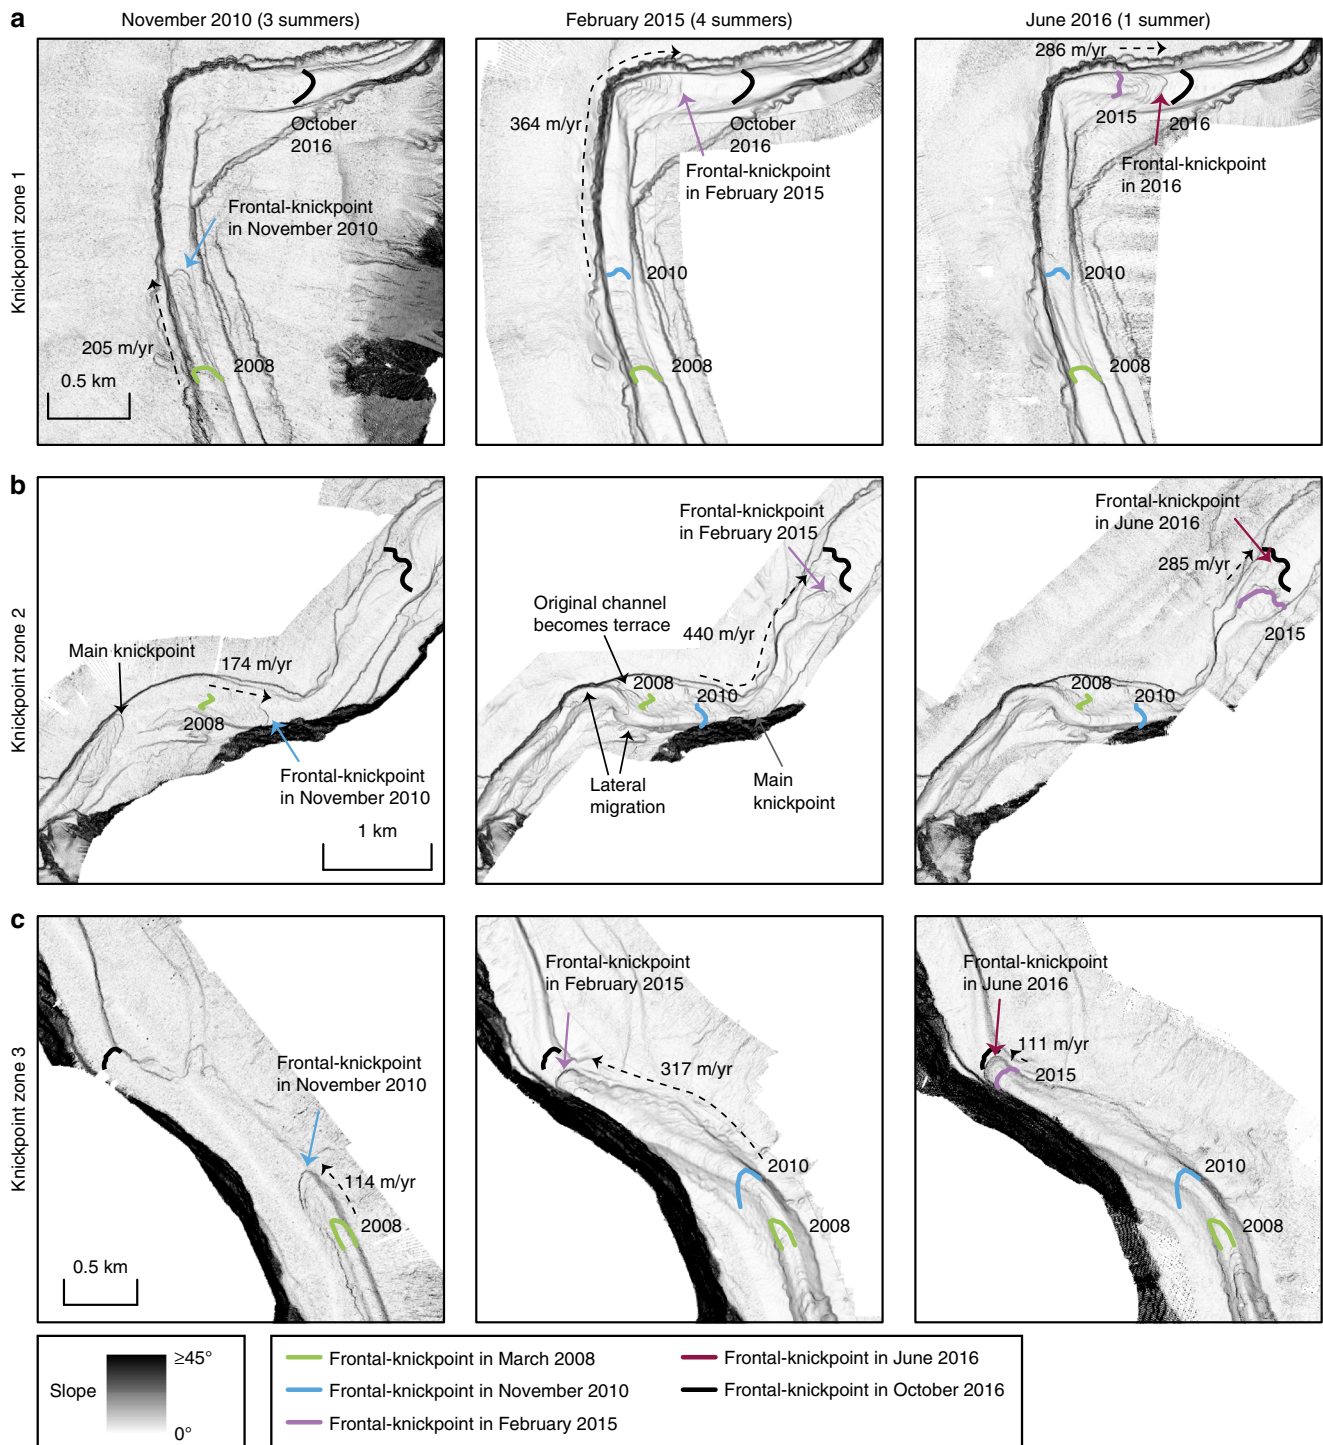 a
November 2010 (3 summers)
February 2015 (4 summers)
June 2016 (1 summer)
Knickpoint zone 1
October
2016
Frontal-knickpoint
in November 2010
205 m/yr
2008
0.5 km
364 m/yr
October
2016
Frontal-knickpoint
in February 2015
2010
2008
286 m/yr
2015
2016
Frontal-knickpoint
in 2016
2010
2008
b
Knickpoint zone 2
Main knickpoint
174 m/yr
2008
Frontal-knickpoint
in November 2010
1 km
Frontal-knickpoint
in February 2015
Original channel
becomes terrace
440 m/yr
2008
2010
Lateral
migration
Main
knickpoint
Frontal-knickpoint
in June 2016
285 m/yr
2015
2008
2010
c
Knickpoint zone 3
Frontal-knickpoint
in November 2010
114 m/yr
2008
0.5 km
Frontal-knickpoint
in February 2015
317 m/yr
2010
2008
Frontal-knickpoint
in June 2016
111 m/yr
2015
2010
2008
Slope
≥45°
0°
Frontal-knickpoint in March 2008
Frontal-knickpoint in November 2010
Frontal-knickpoint in February 2015
Frontal-knickpoint in June 2016
Frontal-knickpoint in October 2016